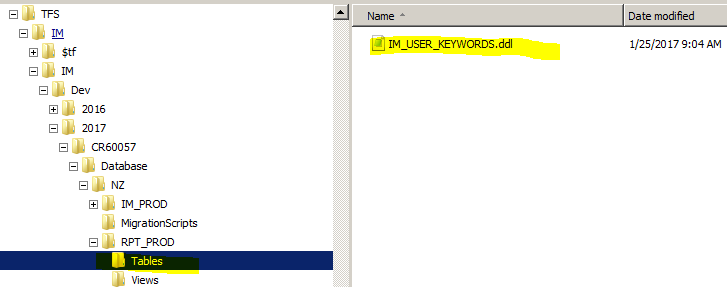 TFS
IM
$tf
IM
Dev
2016
2017
CR60057
Database
NZ
IM_PROD
MigrationScripts
RPT_PROD
Tables
Views
Name Date modified
IM_USER_KEYWORDS.ddl 1/25/2017 9:04 AM